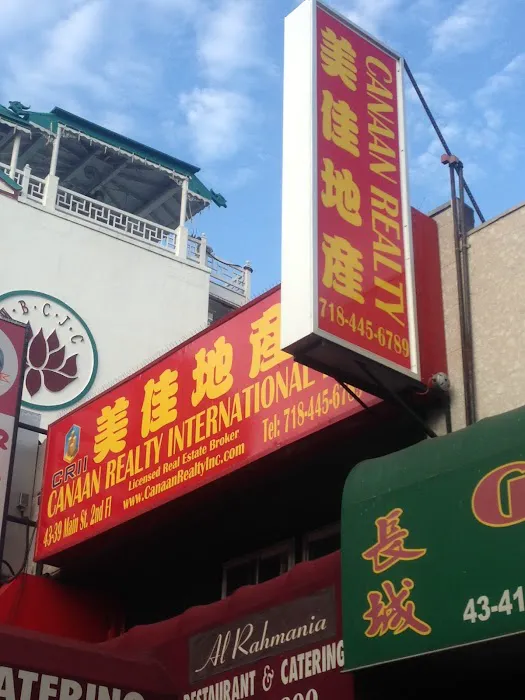 美佳地產
CANAAN REALTY
718-445-6789
美佳地產
CRII
CANAAN REALTY INTERNATIONAL
Licensed Real Estate Broker
Tel: 718-445-678
43-39 Main St. 2nd Fl
www.CanaanRealtyInc.com
B.C.J.C
長城
43-41
Al Rahmania
RESTAURANT & CATERING
ATERING